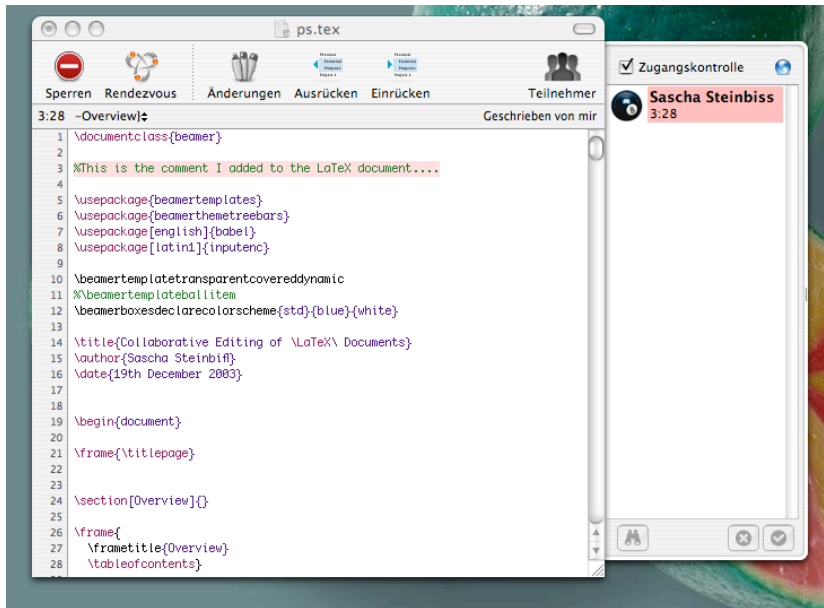 ps.tex
Sperren Rendezvous Änderungen Ausrücken Einrücken Teilnehmer
3:28 -Overview} Geschrieben von mir
1 \documentclass{beamer}
2
3 %This is the comment I added to the LaTeX document....
4
5 \usepackage{beamertemplates}
6 \usepackage{beamerthemetreebars}
7 \usepackage[english]{babel}
8 \usepackage[latin1]{inputenc}
9
10 \beamertemplatetransparentcovereddynamic
11 %\beamertemplateballitem
12 \beamerboxesdeclarecolorscheme{std}{blue}{white}
13
14 \title{Collaborative Editing of \LaTeX\ Documents}
15 \author{Sascha Steinbiﬂ}
16 \date{19th December 2003}
17
18
19 \begin{document}
20
21 \frame{\titlepage}
22
23
24 \section[Overview]{}
25
26 \frame{
27 \frametitle{Overview}
28 \tableofcontents}
Zugangskontrolle
Sascha Steinbiss
3:28